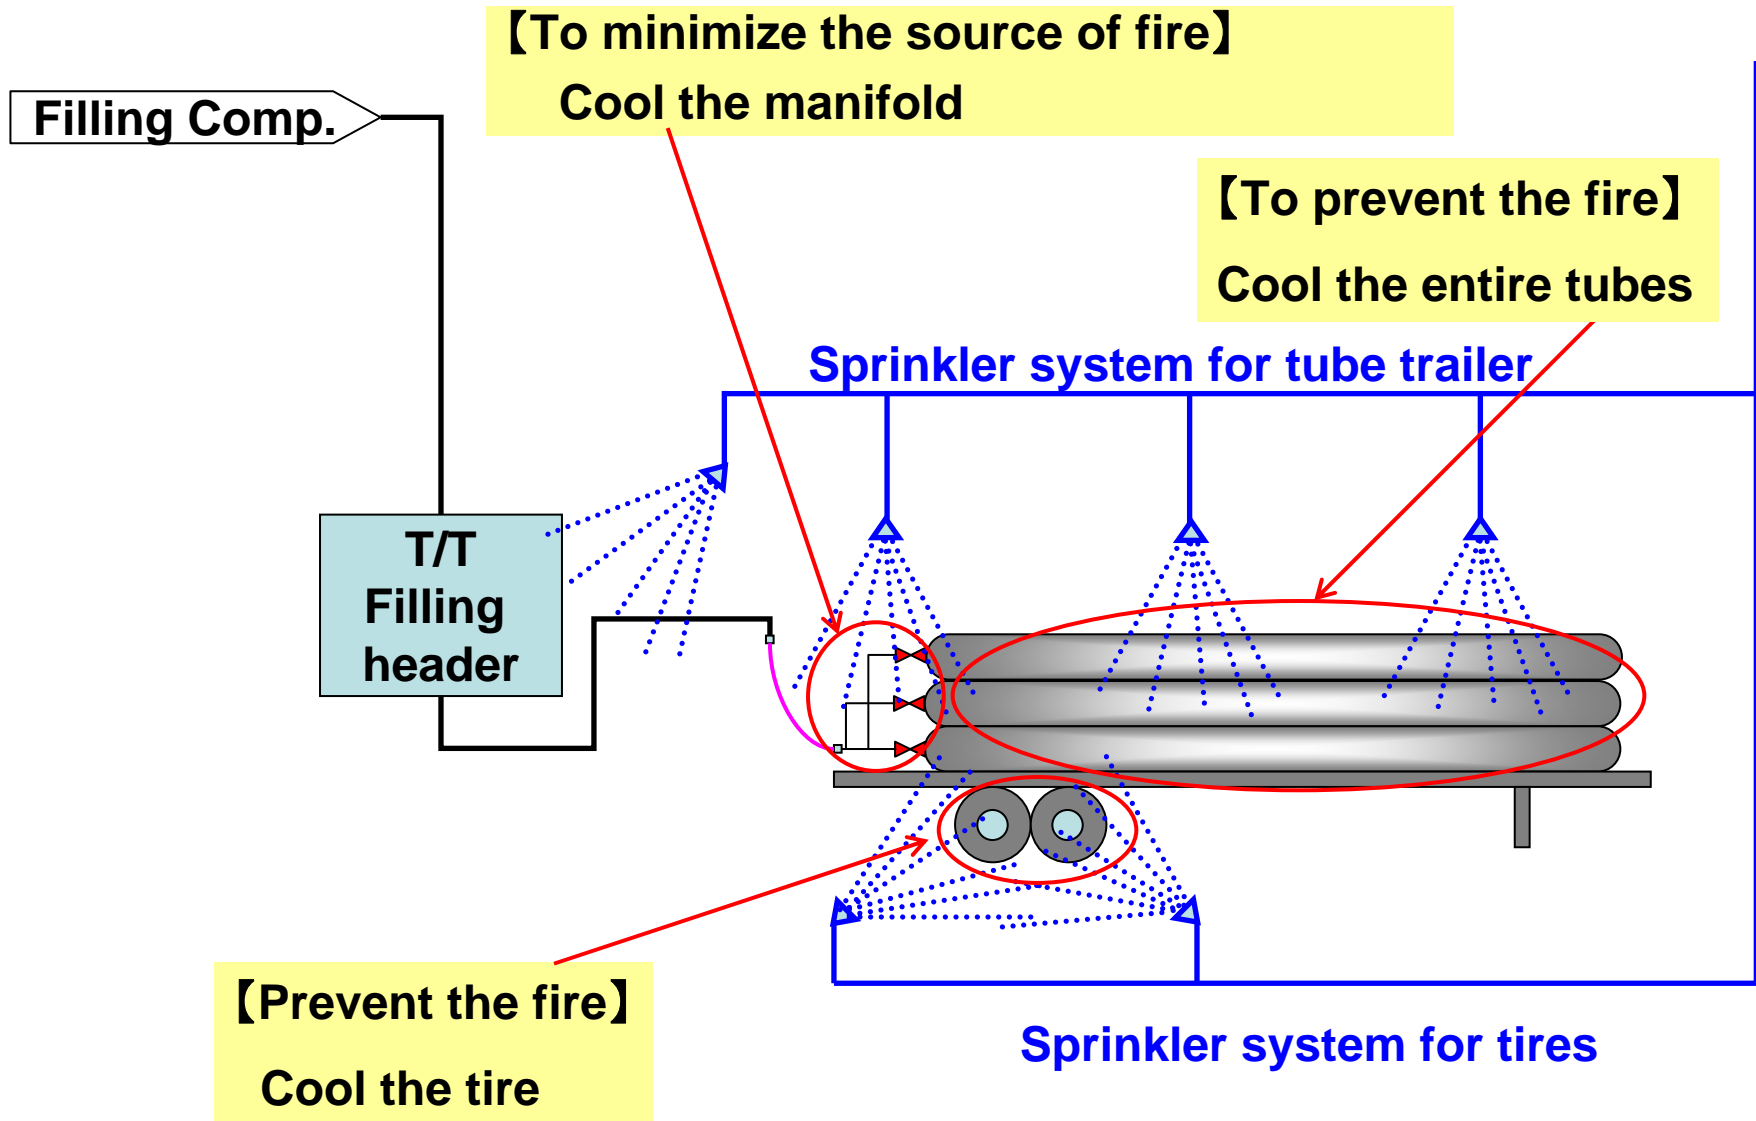 【To minimize the source of fire】
Cool the manifold
Filling Comp.
【To prevent the fire】
Cool the entire tubes
Sprinkler system for tube trailer
T/T
Filling
header
【Prevent the fire】
Cool the tire
Sprinkler system for tires